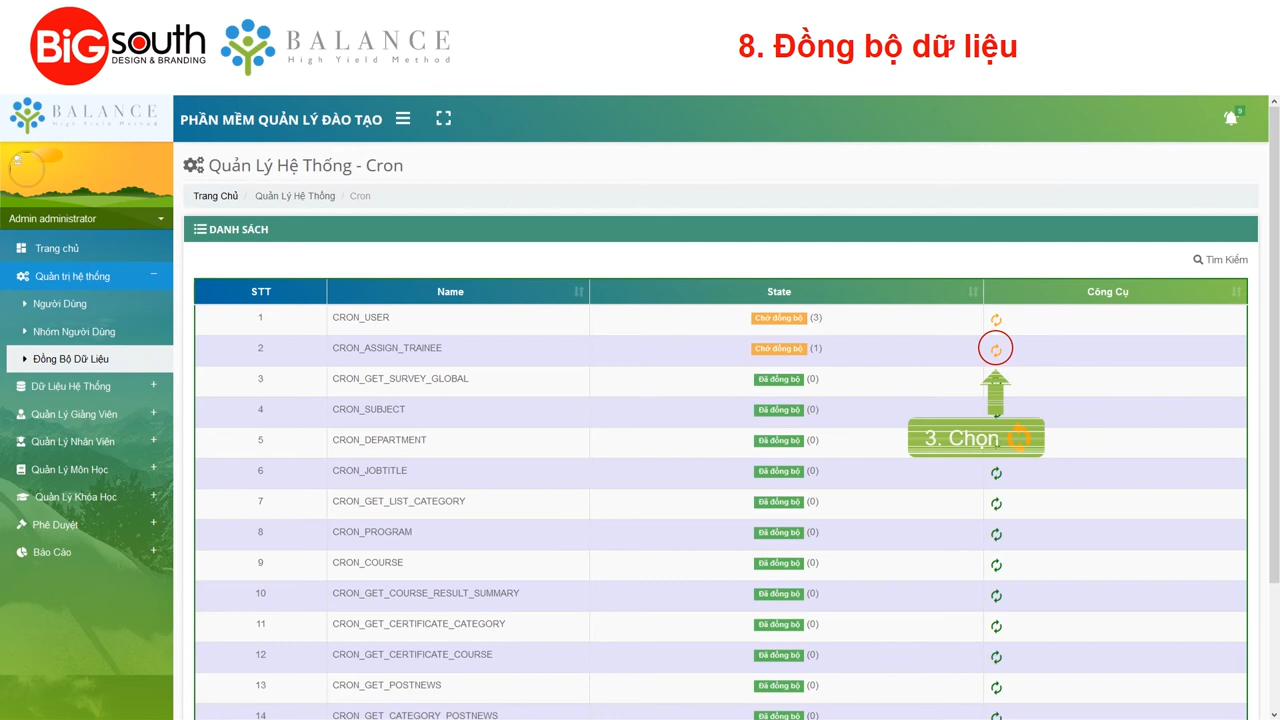 BiG south
DESIGN & BRANDING
BALANCE
High Yield Method
8. Đồng bộ dữ liệu
BALANCE
High Yield Method
PHẦN MỀM QUẢN LÝ ĐÀO TẠO
9
Quản Lý Hệ Thống - Cron
Trang Chủ / Quản Lý Hệ Thống / Cron
Admin administrator
Trang chủ
Quản trị hệ thống
Người Dùng
Nhóm Người Dùng
Đồng Bộ Dữ Liệu
Dữ Liệu Hệ Thống
Quản Lý Giảng Viên
Quản Lý Nhân Viên
Quản Lý Môn Học
Quản Lý Khóa Học
Phê Duyệt
Báo Cáo
DANH SÁCH
Tìm Kiếm
STT Name State Công Cụ
1 CRON_USER Chờ đồng bộ (3)
2 CRON_ASSIGN_TRAINEE Chờ đồng bộ (1)
3 CRON_GET_SURVEY_GLOBAL Đã đồng bộ (0)
4 CRON_SUBJECT Đã đồng bộ (0)
5 CRON_DEPARTMENT Đã đồng bộ (0)
3. Chọn
6 CRON_JOBTITLE Đã đồng bộ (0)
7 CRON_GET_LIST_CATEGORY Đã đồng bộ (0)
8 CRON_PROGRAM Đã đồng bộ (0)
9 CRON_COURSE Đã đồng bộ (0)
10 CRON_GET_COURSE_RESULT_SUMMARY Đã đồng bộ (0)
11 CRON_GET_CERTIFICATE_CATEGORY Đã đồng bộ (0)
12 CRON_GET_CERTIFICATE_COURSE Đã đồng bộ (0)
13 CRON_GET_POSTNEWS Đã đồng bộ (0)
14 CRON_GET_CATEGORY_POSTNEWS Đã đồng bộ (0)